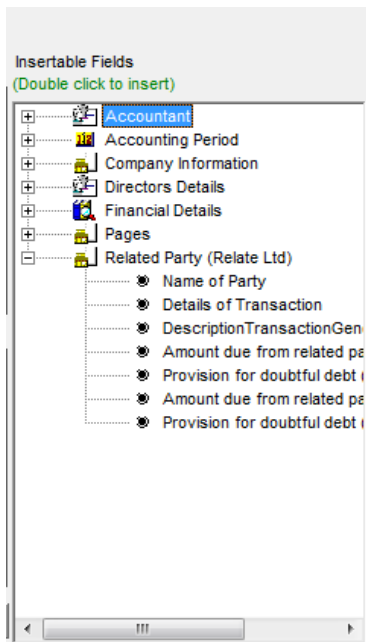 Insertable Fields
(Double click to insert)
Accountant
Accounting Period
Company Information
Directors Details
Financial Details
Pages
Related Party (Relate Ltd)
Name of Party
Details of Transaction
DescriptionTransactionGen
Amount due from related pa
Provision for doubtful debt
Amount due from related pa
Provision for doubtful debt